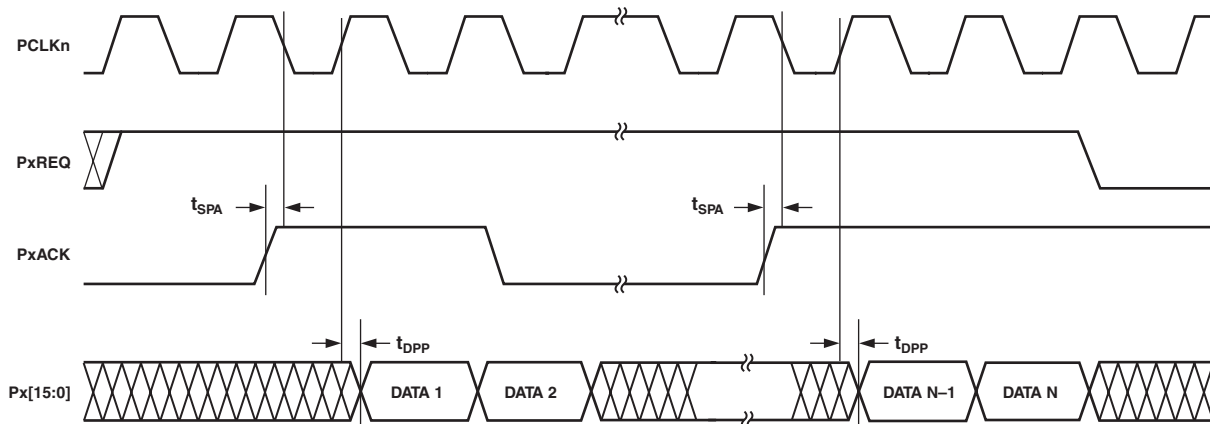 PCLKn
PxREQ
tSPA
tSPA
PxACK
tDPP
tDPP
Px[15:0]
DATA 1
DATA 2
DATA N–1
DATA N